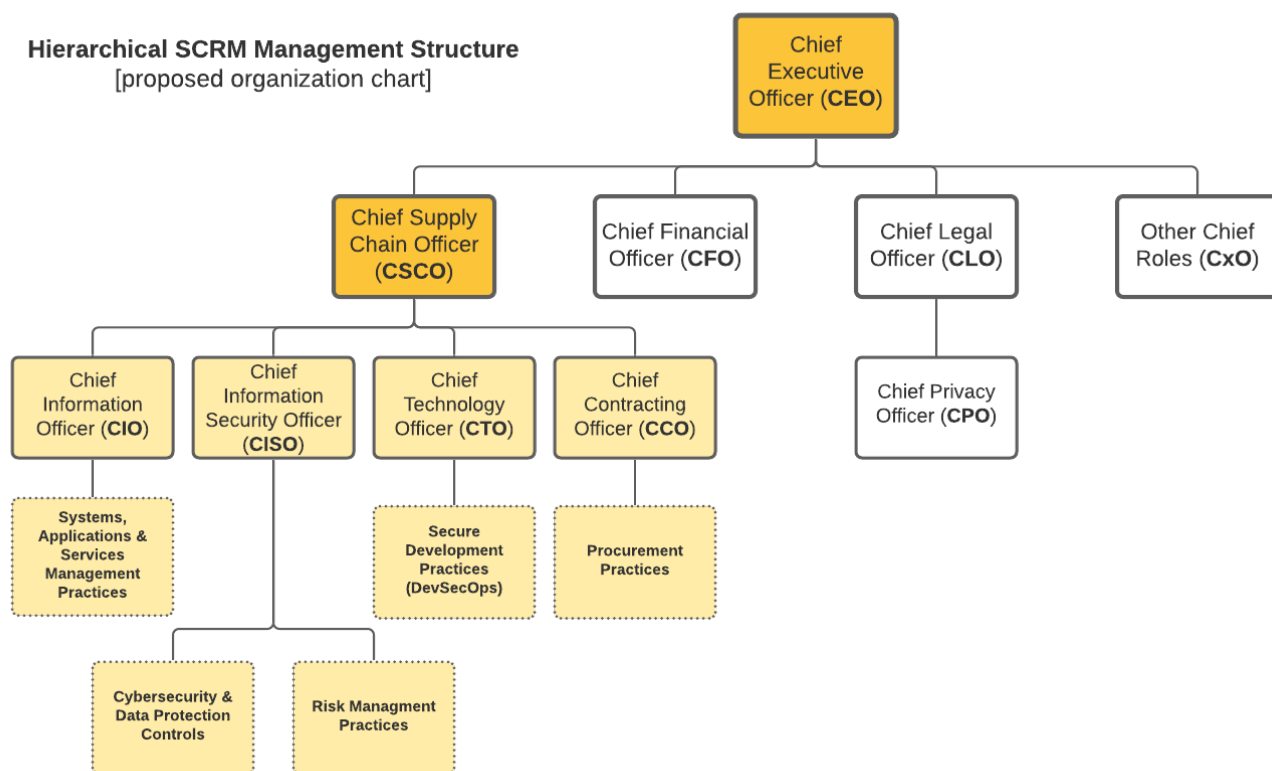 Hierarchical SCRM Management Structure
[proposed organization chart]
Chief
Executive
Officer (CEO)
Chief Supply
Chain Officer
(CSCO)
Chief Financial
Officer (CFO)
Chief Legal
Officer (CLO)
Other Chief
Roles (CxO)
Chief
Information
Officer (CIO)
Chief
Information
Security Officer
(CISO)
Chief
Technology
Officer (CTO)
Chief
Contracting
Officer (CCO)
Chief Privacy
Officer (CPO)
Systems,
Applications &
Services
Management
Practices
Secure
Development
Practices
(DevSecOps)
Procurement
Practices
Cybersecurity &
Data Protection
Controls
Risk Managment
Practices